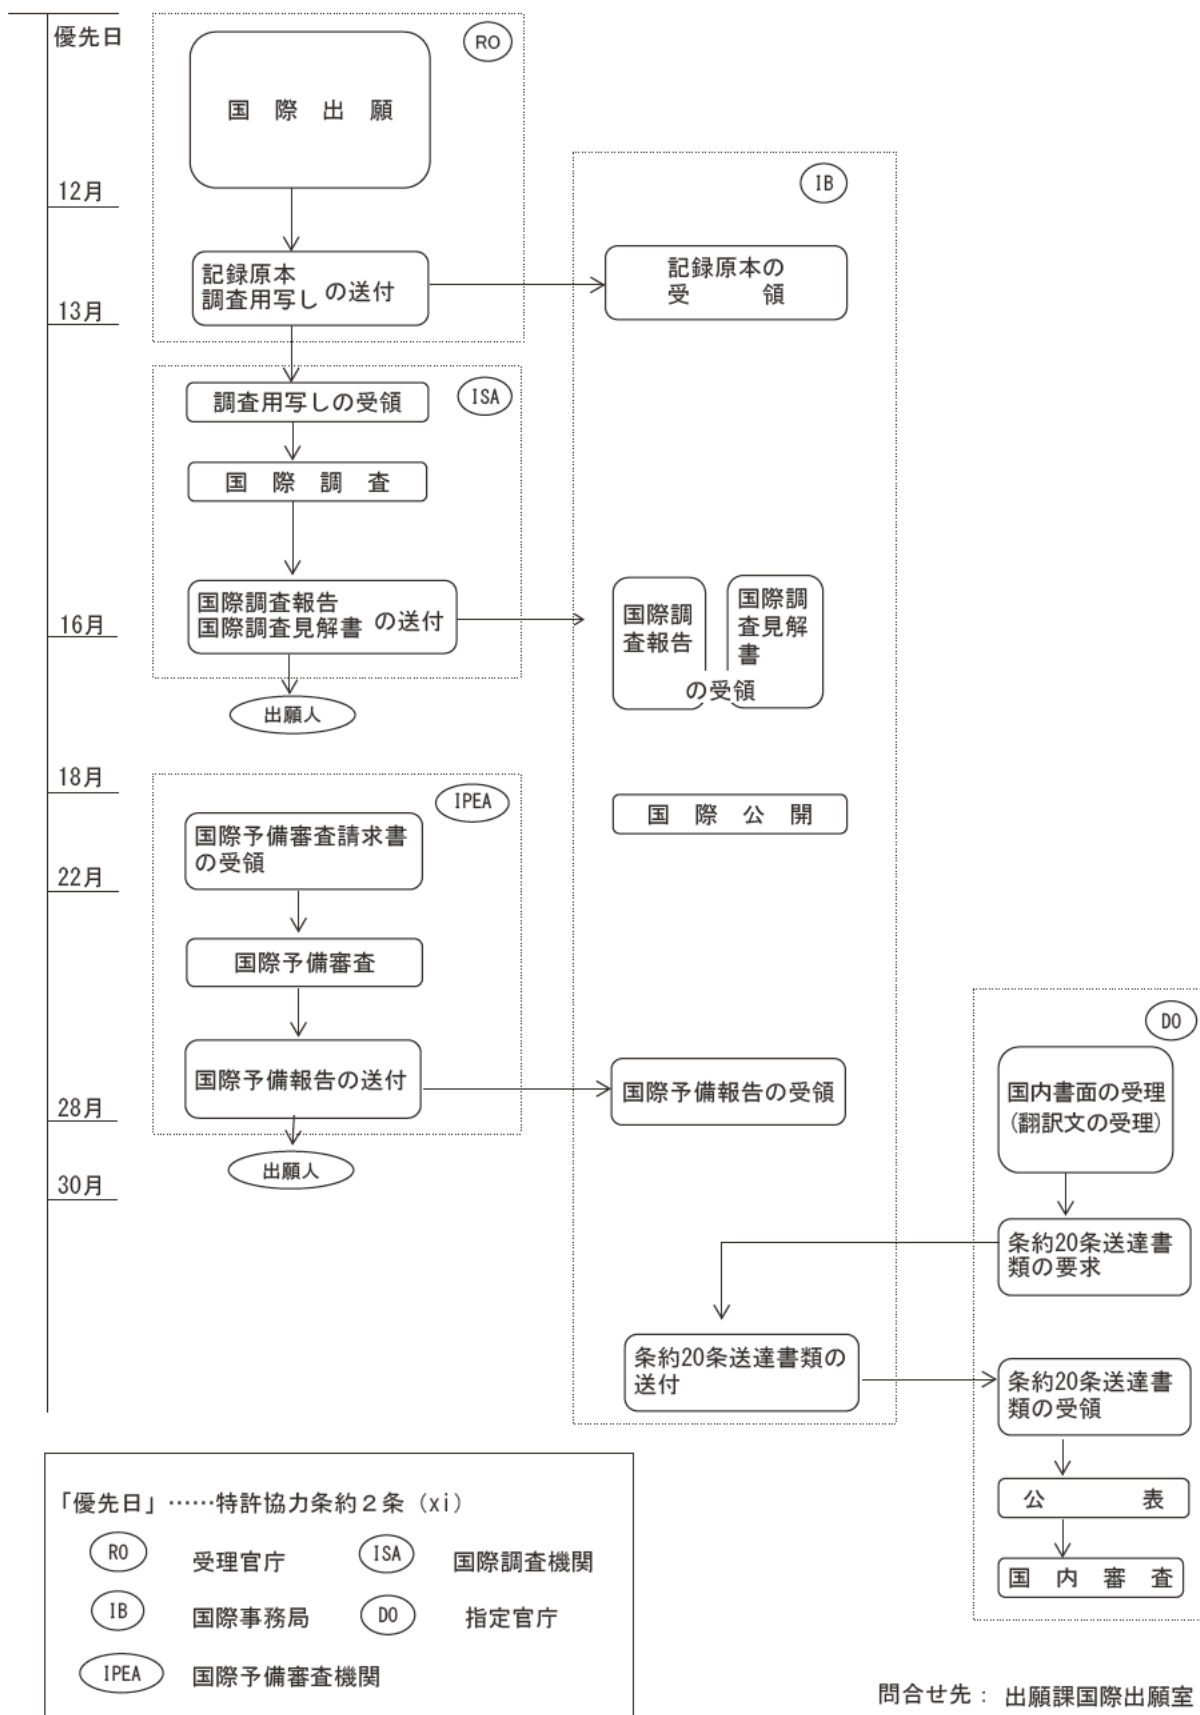 優先日
RO
国際出願
12月
IB
記録原本
調査用写し の送付
記録原本の
受領
13月
調査用写しの受領
ISA
国際調査
国際調査報告
国際調査見解書 の送付
国際調
査報告
国際調
査見解
書
の受領
16月
出願人
18月
IPEA
国際公開
国際予備審査請求書
の受領
22月
国際予備審査
DO
国際予備報告の送付
国際予備報告の受領
国内書面の受理
(翻訳文の受理)
28月
出願人
30月
条約20条送達書
類の要求
条約20条送達書類の
送付
条約20条送達書
類の受領
公表
国内審査
「優先日」……特許協力条約2条(xi)
RO 受理官庁 ISA 国際調査機関
IB 国際事務局 DO 指定官庁
IPEA 国際予備審査機関
問合せ先: 出願課国際出願室